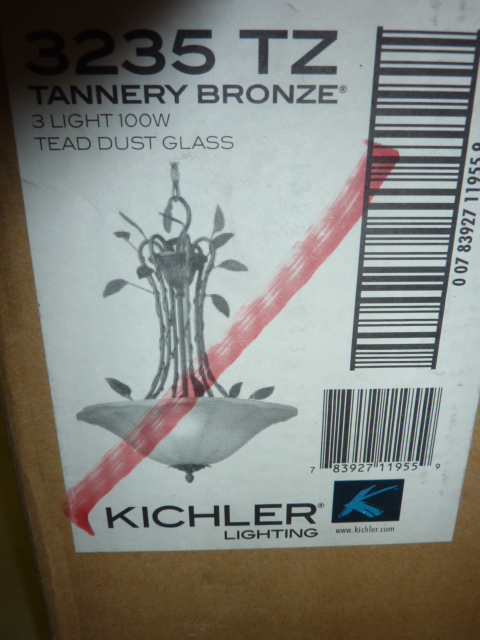 3235 TZ
TANNERY BRONZE®
3 LIGHT 100W
TEAD DUST GLASS
0 07 83927 11955 9
7 83927 11955 9
KICHLER®
LIGHTING
www.kichler.com